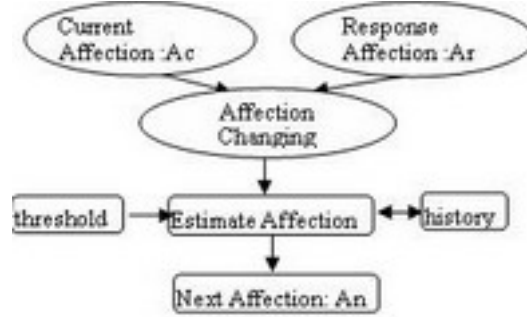 Current
Affection :Ac
Response
Affection :Ar
Affection
Changing
threshold
Estimate Affection
history
Next Affection: An